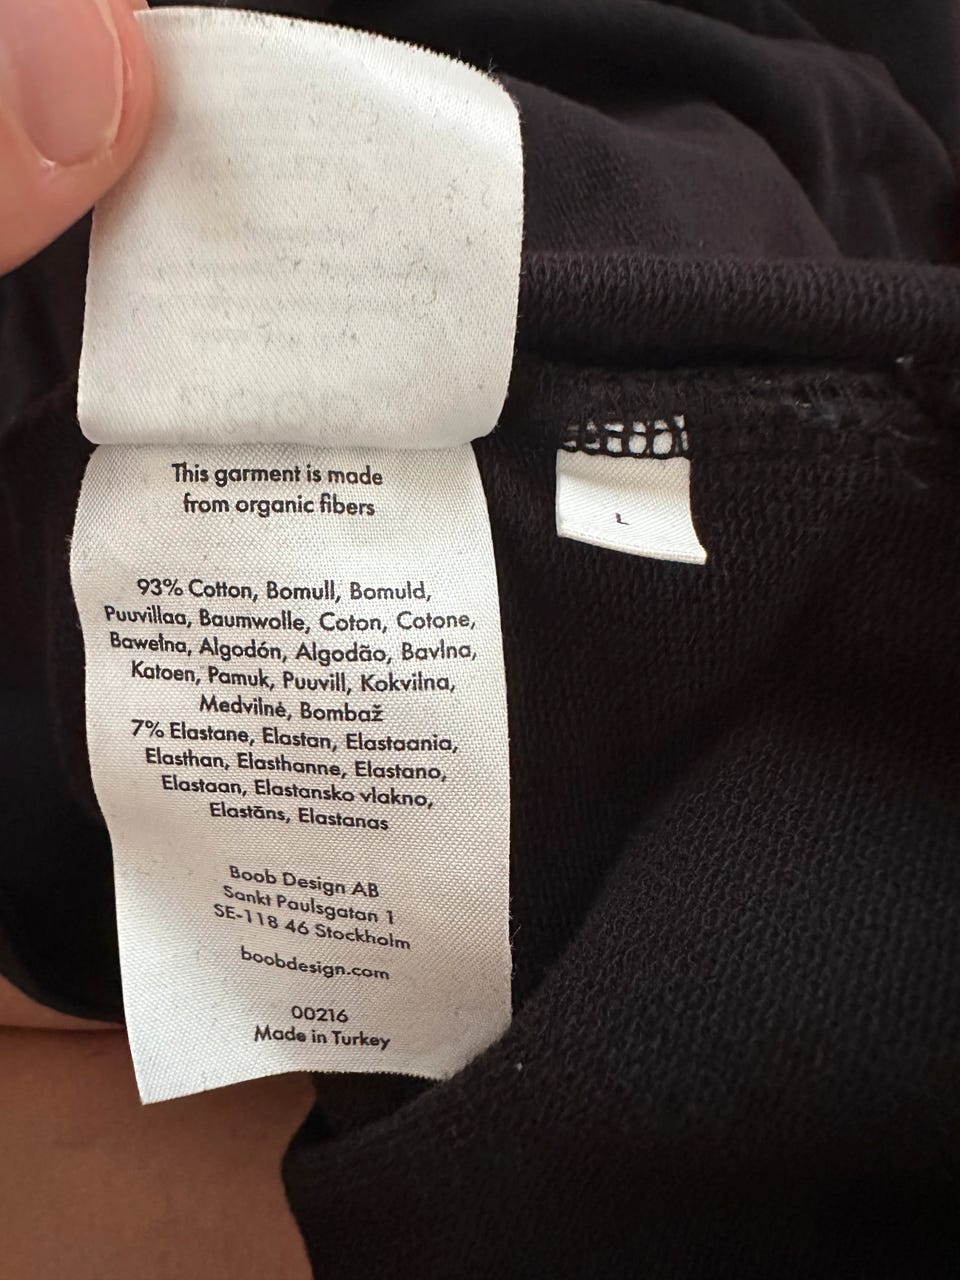 This garment is made
from organic fibers
93% Cotton, Bomull, Bomuld,
Puuvillaa, Baumwolle, Coton, Cotone,
Bawełna, Algodón, Algodão, Bavlna,
Katoen, Pamuk, Puuvill, Kokvilna,
Medvilnė, Bombaž
7% Elastane, Elastan, Elastaania,
Elasthan, Elasthanne, Elastano,
Elastaan, Elastansko vlakno,
Elastāns, Elastanas
Boob Design AB
Sankt Paulsgatan 1
SE-118 46 Stockholm
boobdesign.com
00216
Made in Turkey
L